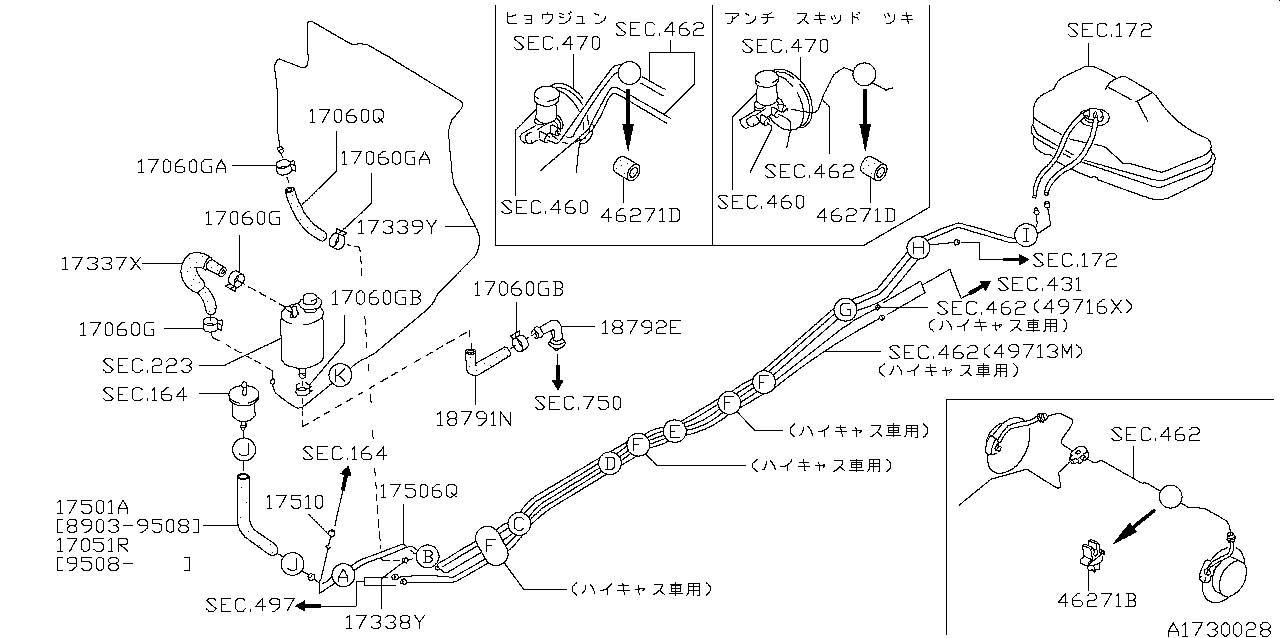 ヒョウジュン
SEC.470
SEC.462
SEC.460
46271D
アンチ スキッド ツキ
SEC.470
SEC.462
SEC.460
46271D
SEC.172
17060Q
17060GA
17060GA
17060G
17339Y
17337X
17060GB
17060G
SEC.223
SEC.164
K
J
17060GB
18792E
18791N
SEC.750
I
H
SEC.172
SEC.431
G
SEC.462(49716X)
(ハイキャス車用)
SEC.462(49713M)
(ハイキャス車用)
F
F
(ハイキャス車用)
E
F
(ハイキャス車用)
D
C
F
(ハイキャス車用)
SEC.164
17510
17506Q
17501A
[8903-9508]
17051R
[9508-      ]
J
A
B
SEC.497
17338Y
SEC.462
46271B
A1730028